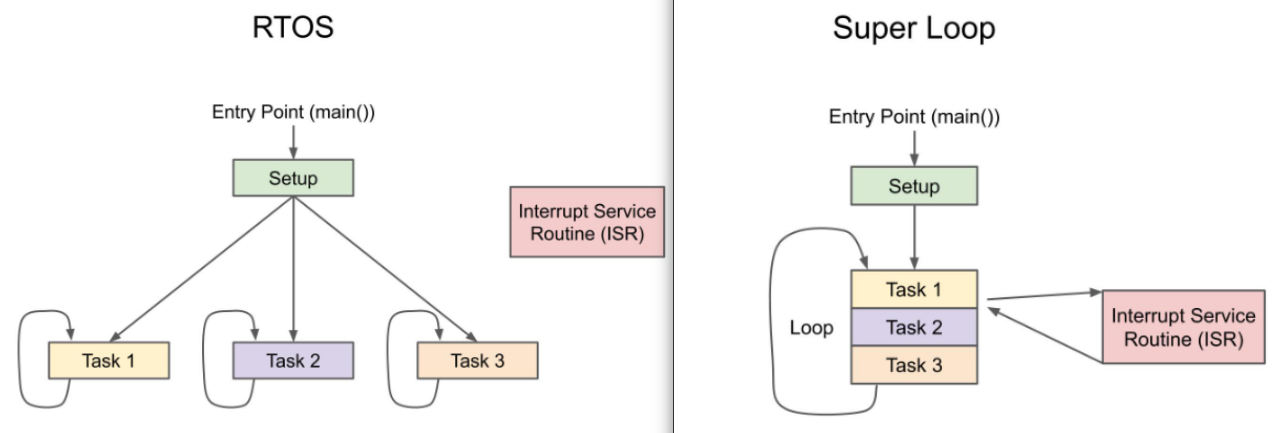 RTOS
Entry Point (main())
Setup
Interrupt Service
Routine (ISR)
Task 1
Task 2
Task 3
Super Loop
Entry Point (main())
Setup
Loop
Task 1
Task 2
Task 3
Interrupt Service
Routine (ISR)